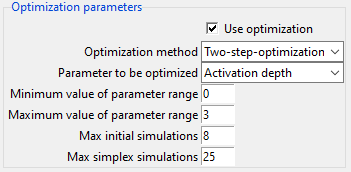 Optimization parameters
Use optimization
Optimization method Two-step-optimization
Parameter to be optimized Activation depth
Minimum value of parameter range 0
Maximum value of parameter range 3
Max initial simulations 8
Max simplex simulations 25